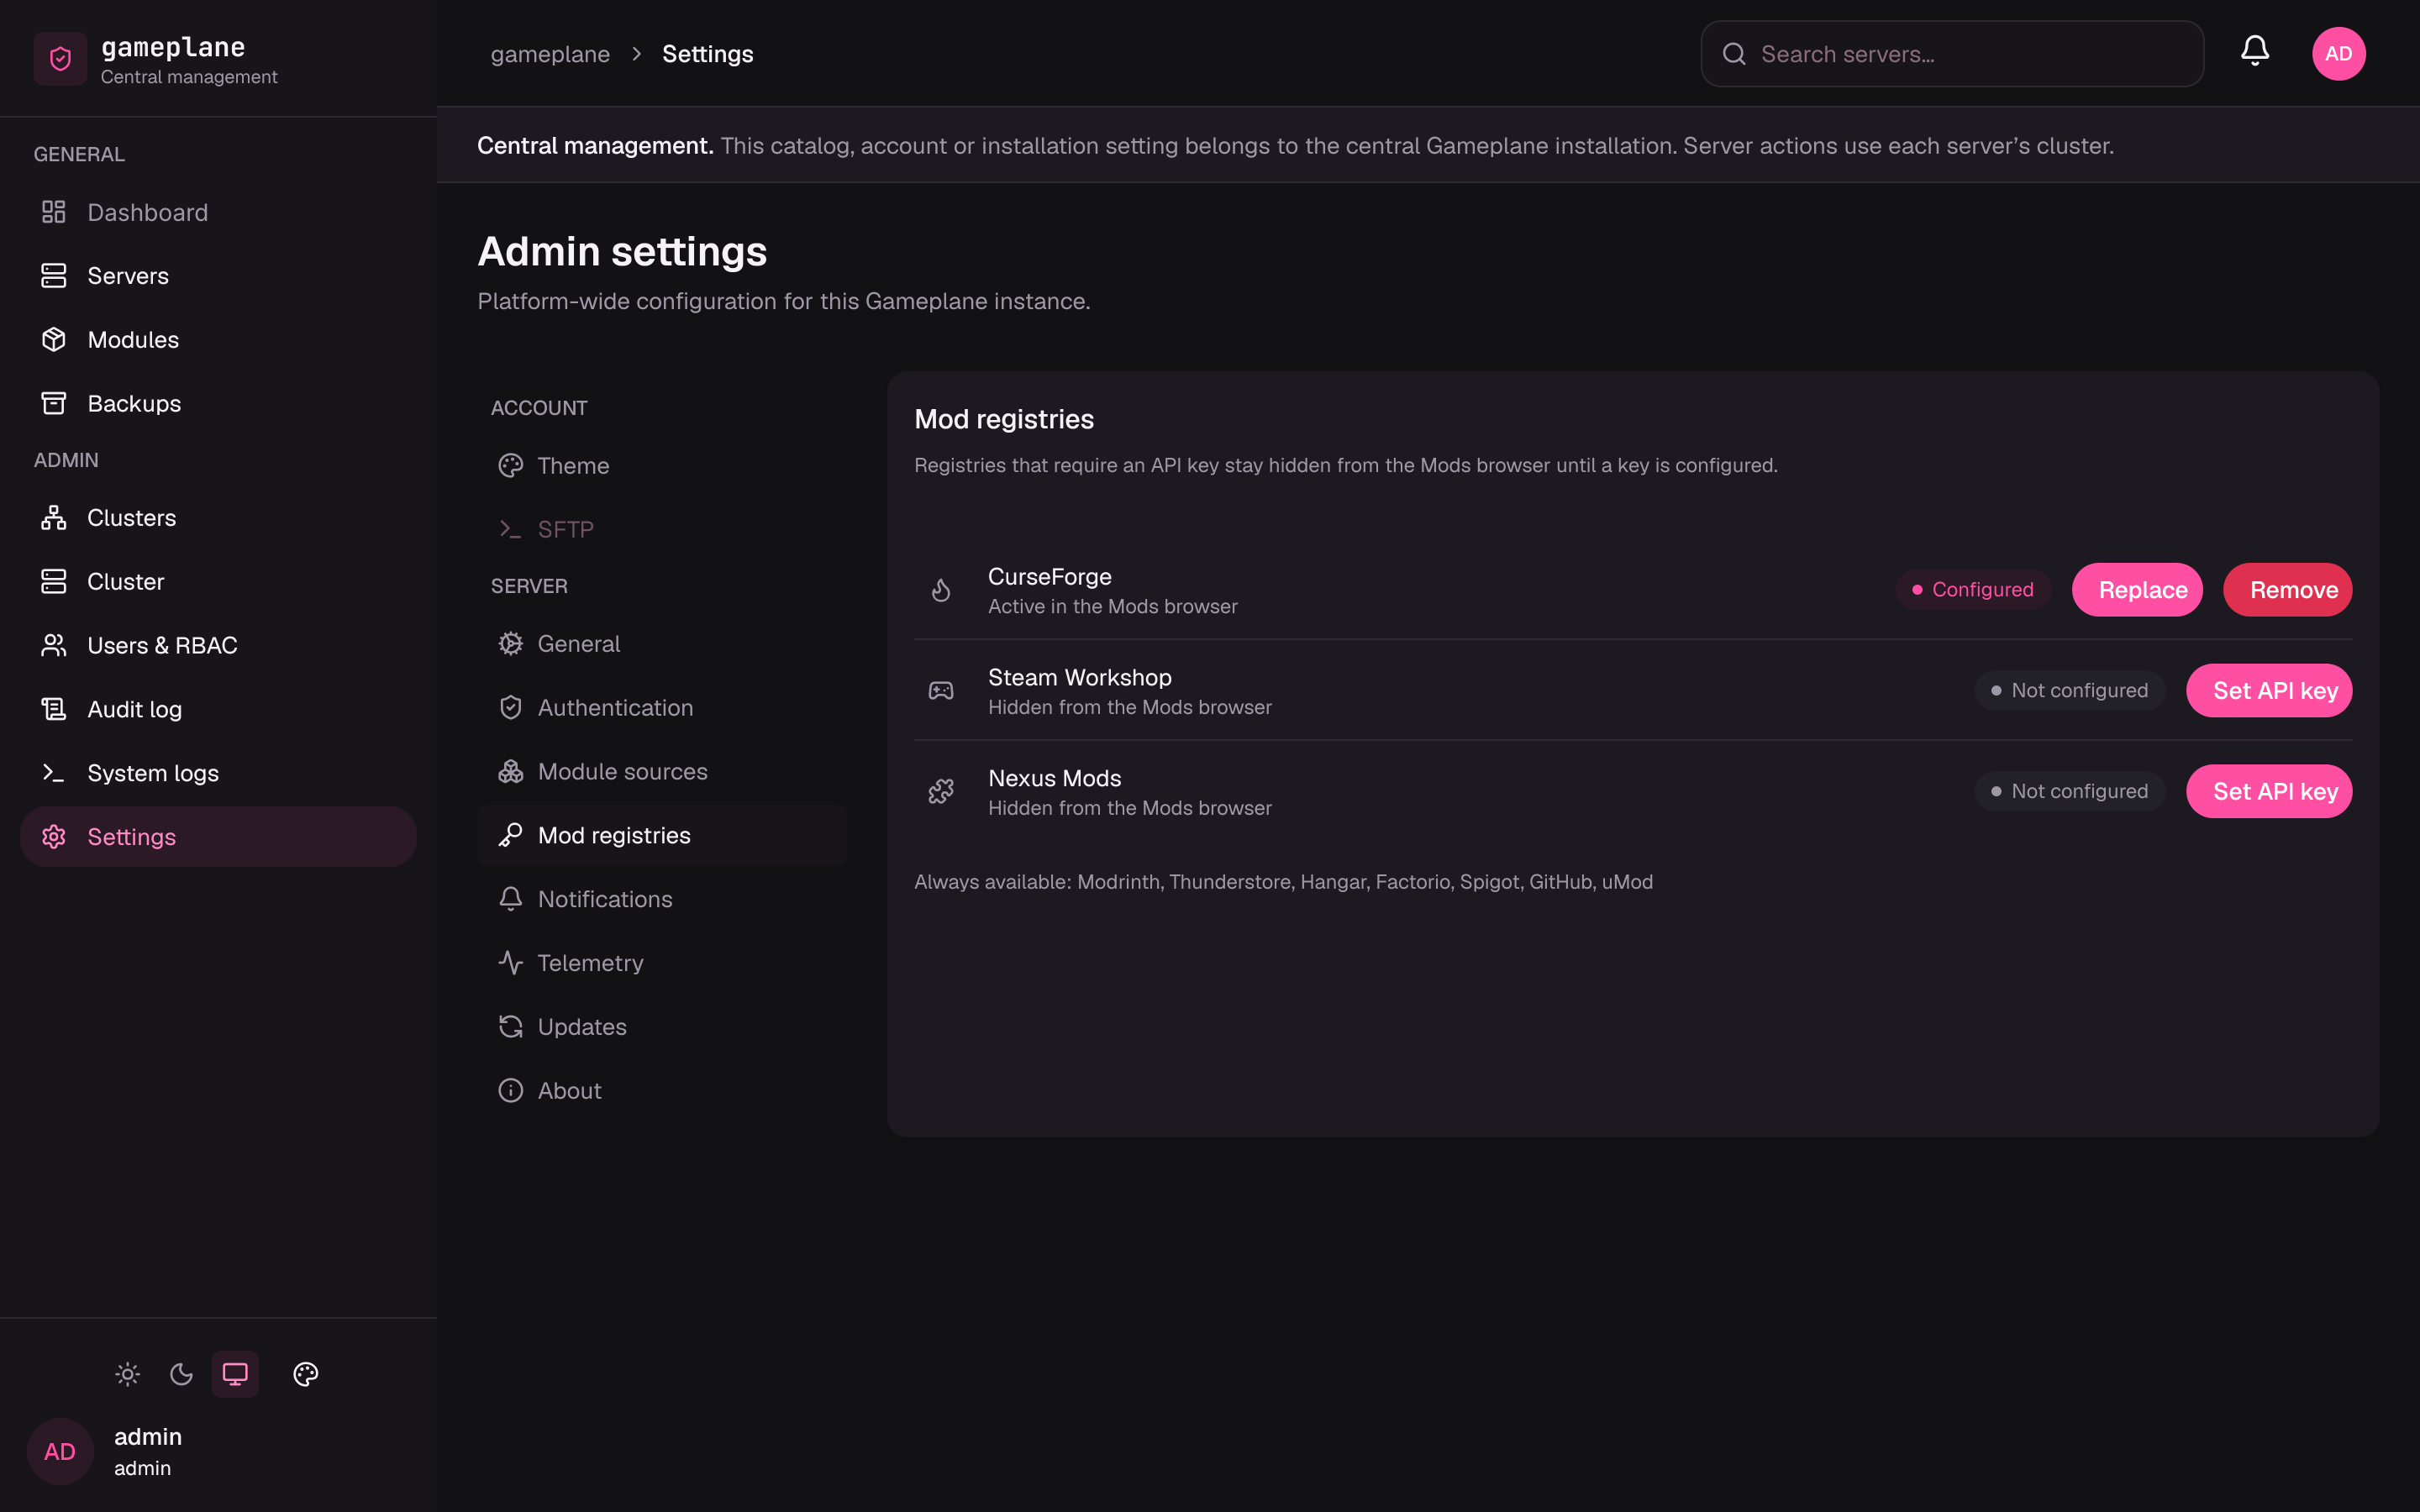 gameplane
Central management
GENERAL
Dashboard
Servers
Modules
Backups
ADMIN
Clusters
Cluster
Users & RBAC
Audit log
System logs
Settings
AD
admin
admin
gameplane > Settings
Search servers...
AD
Central management. This catalog, account or installation setting belongs to the central Gameplane installation. Server actions use each server’s cluster.
Admin settings
Platform-wide configuration for this Gameplane instance.
ACCOUNT
Theme
SFTP
SERVER
General
Authentication
Module sources
Mod registries
Notifications
Telemetry
Updates
About
Mod registries
Registries that require an API key stay hidden from the Mods browser until a key is configured.
CurseForge
Active in the Mods browser
Configured
Replace
Remove
Steam Workshop
Hidden from the Mods browser
Not configured
Set API key
Nexus Mods
Hidden from the Mods browser
Not configured
Set API key
Always available: Modrinth, Thunderstore, Hangar, Factorio, Spigot, GitHub, uMod